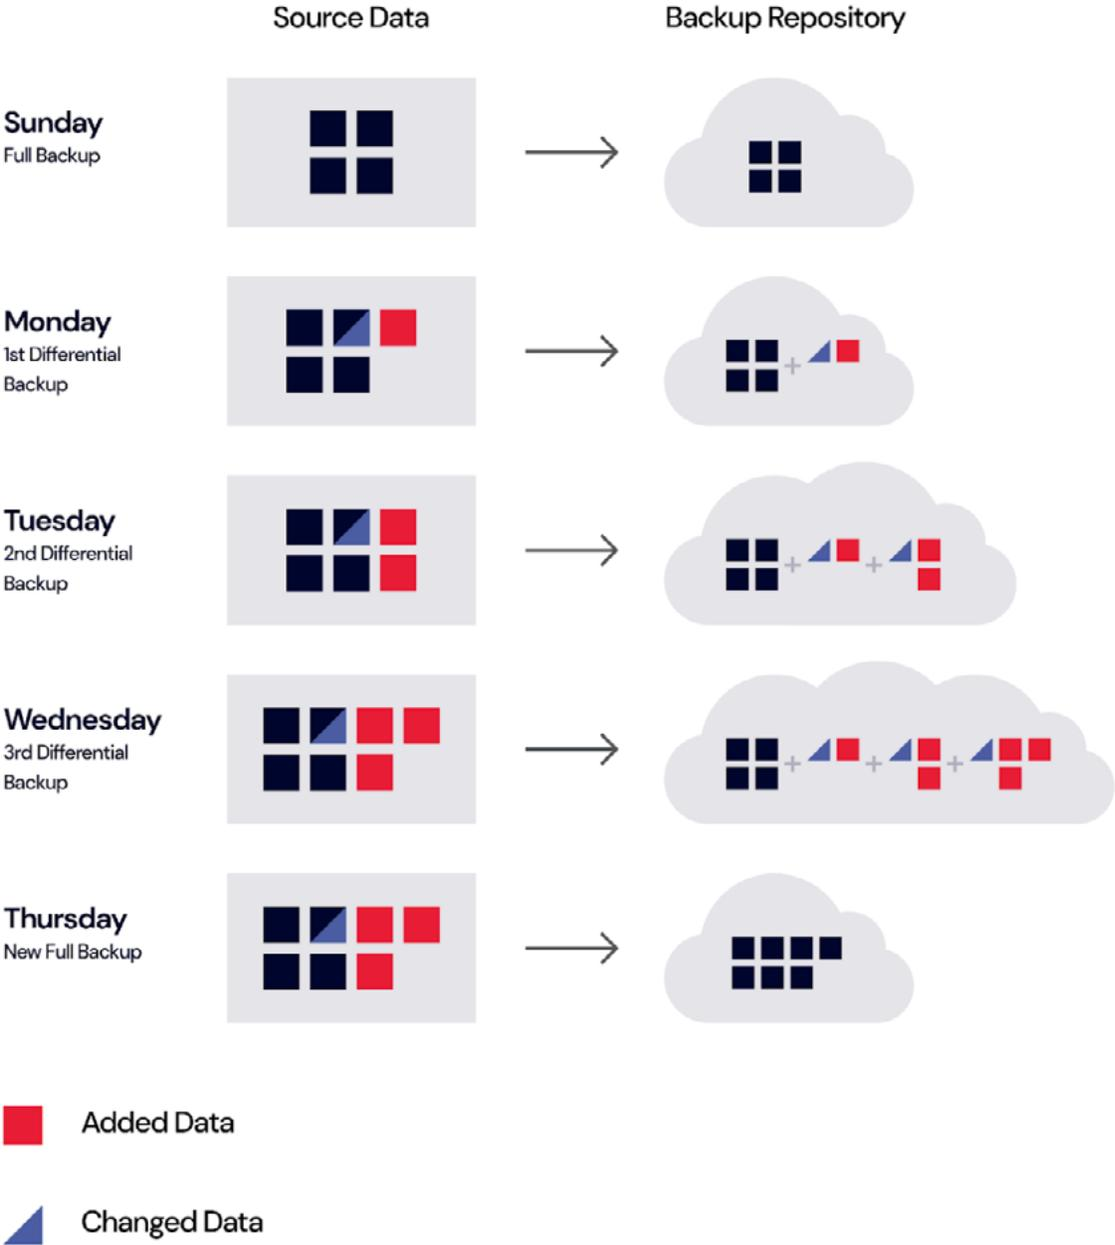 Source Data
Backup Repository
Sunday
Full Backup
Monday
1st Differential
Backup
+
Tuesday
2nd Differential
Backup
+ +
Wednesday
3rd Differential
Backup
+ + +
Thursday
New Full Backup
Added Data
Changed Data